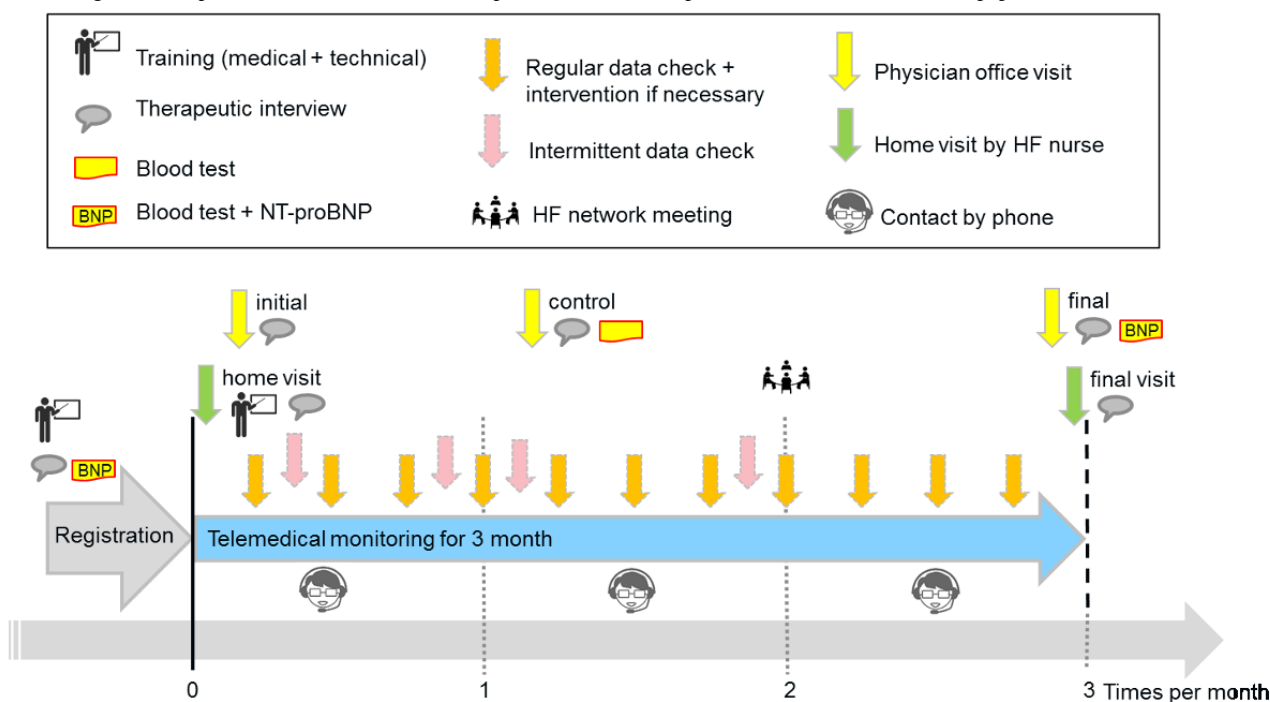 Training (medical + technical)
Therapeutic interview
Blood test
BNP
Blood test + NT-proBNP
Regular data check +
intervention if necessary
Intermittent data check
HF network meeting
Physician office visit
Home visit by HF nurse
Contact by phone
initial
control
final
BNP
home visit
final visit
BNP
Registration
Telemedical monitoring for 3 month
0
1
2
3
Times per month